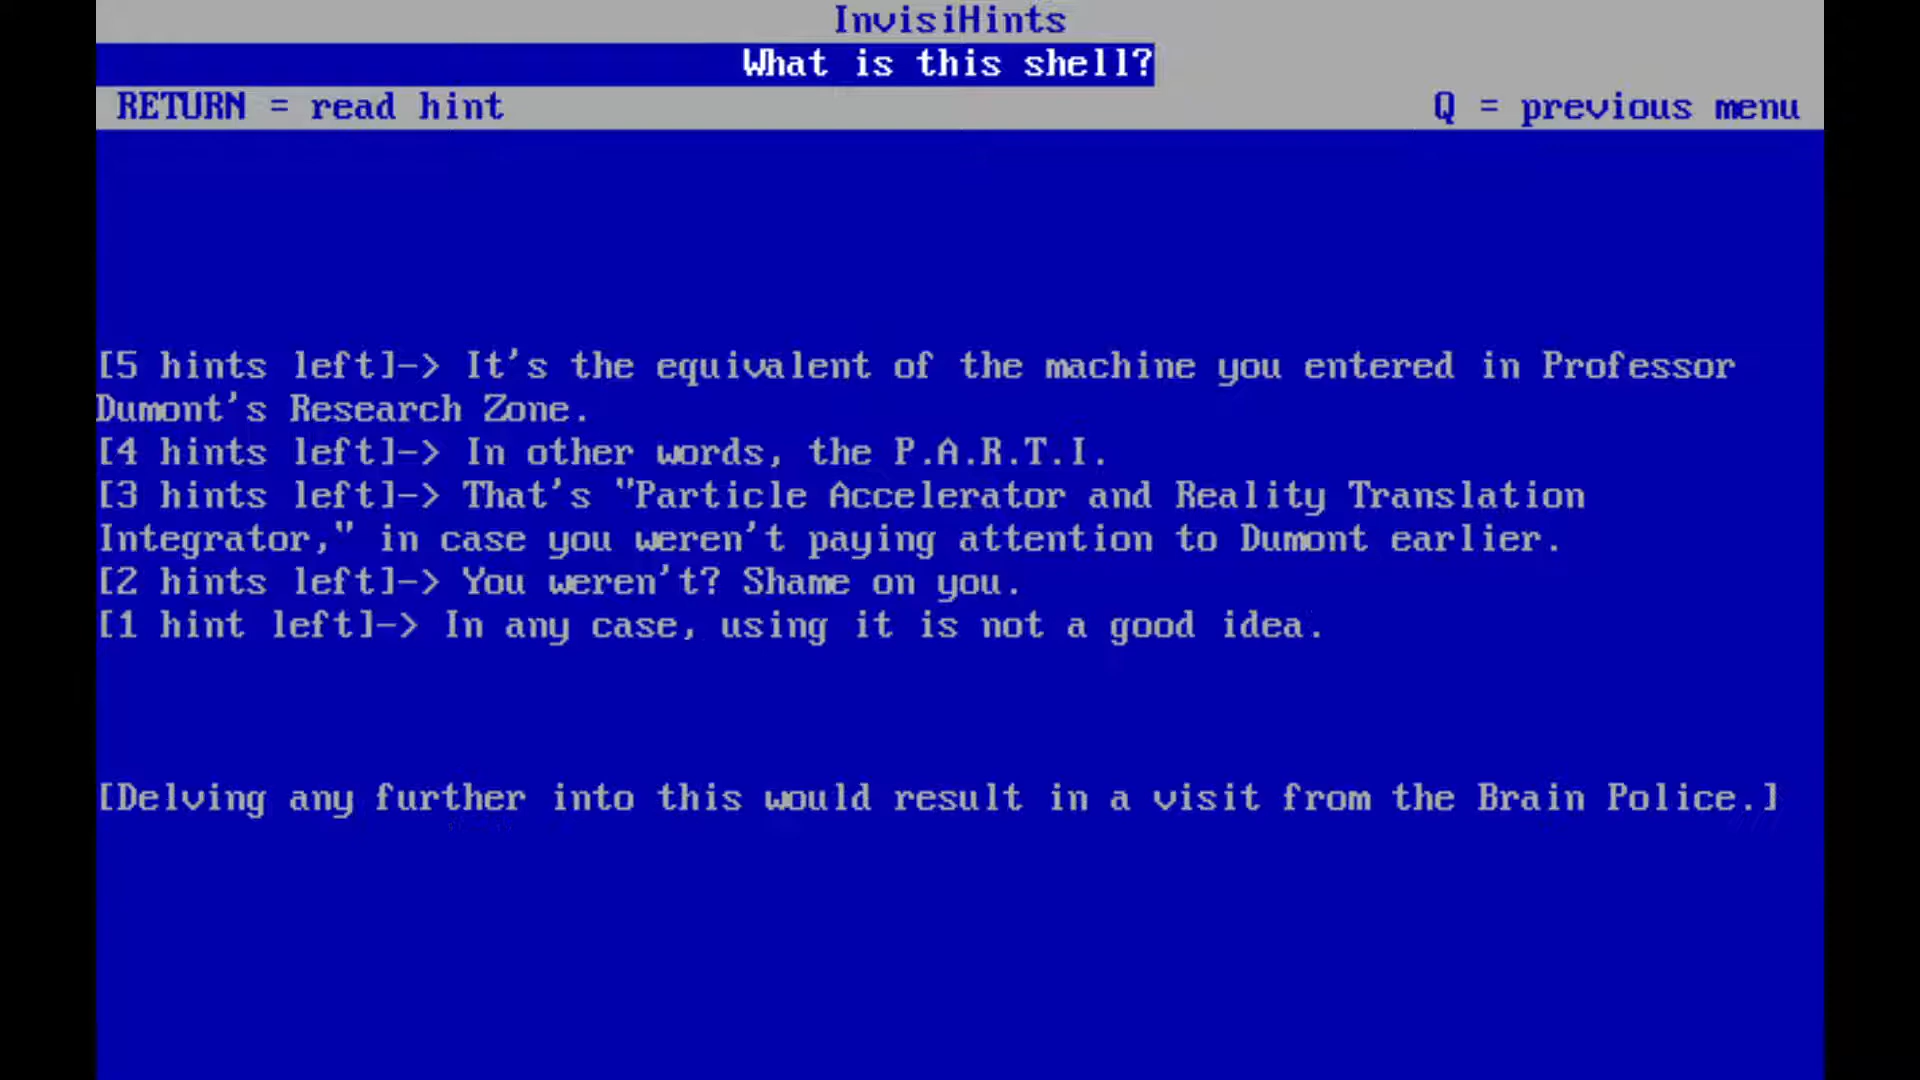 InvisiHints
What is this shell?
RETURN = read hint Q = previous menu
[5 hints left]-> It's the equivalent of the machine you entered in Professor
Dumont's Research Zone.
[4 hints left]-> In other words, the P.A.R.T.I.
[3 hints left]-> That's "Particle Accelerator and Reality Translation
Integrator," in case you weren't paying attention to Dumont earlier.
[2 hints left]-> You weren't? Shame on you.
[1 hint left]-> In any case, using it is not a good idea.
[Delving any further into this would result in a visit from the Brain Police.]